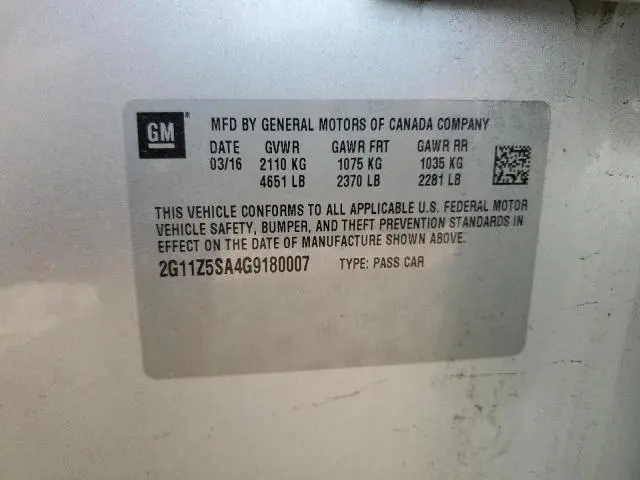 GM ® MFD BY GENERAL MOTORS OF CANADA COMPANY
DATE GVWR GAWR FRT GAWR RR
03/16 2110 KG 1075 KG 1035 KG
4651 LB 2370 LB 2281 LB
THIS VEHICLE CONFORMS TO ALL APPLICABLE U.S. FEDERAL MOTOR
VEHICLE SAFETY, BUMPER, AND THEFT PREVENTION STANDARDS IN
EFFECT ON THE DATE OF MANUFACTURE SHOWN ABOVE.
2G11Z5SA4G9180007 TYPE: PASS CAR